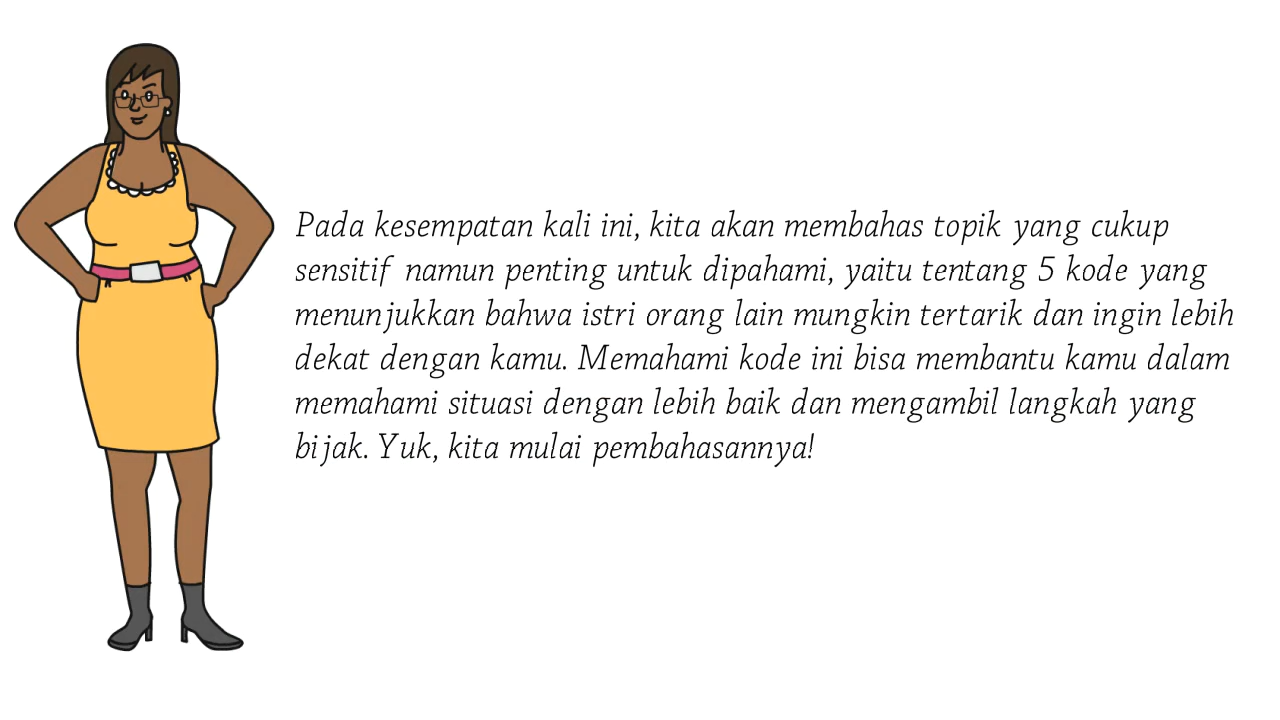 Pada kesempatan kali ini, kita akan membahas topik yang cukup
sensitif namun penting untuk dipahami, yaitu tentang 5 kode yang
menunjukkan bahwa istri orang lain mungkin tertarik dan ingin lebih
dekat dengan kamu. Memahami kode ini bisa membantu kamu dalam
memahami situasi dengan lebih baik dan mengambil langkah yang
bijak. Yuk, kita mulai pembahasannya!